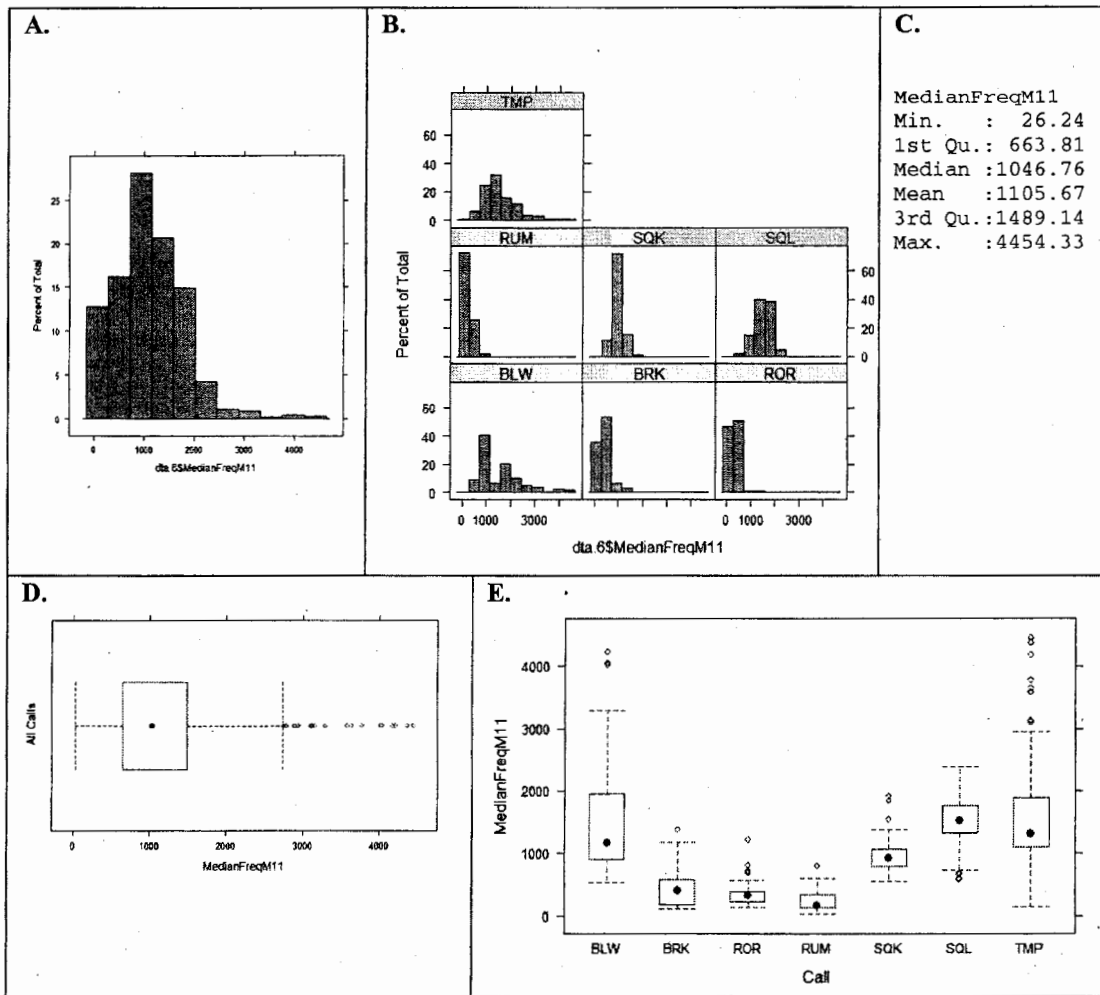 A.
Percent of Total
25
20
15
10
5
0
0 1000 2000 3000 4000
dta.6$MedianFreqM11
B.
TMP
60
40
20
0
RUM SQK SQL
60
40
20
0
BLW BRK ROR
60
40
20
0
0 1000 3000 0 1000 3000
Percent of Total
dta.6$MedianFreqM11
C.
MedianFreqM11
Min. : 26.24
1st Qu.: 663.81
Median :1046.76
Mean :1105.67
3rd Qu.:1489.14
Max. :4454.33
D.
All Calls
0 1000 2000 3000 4000
MedianFreqM11
E.
MedianFreqM11
4000
3000
2000
1000
0
BLW BRK ROR RUM SQK SQL TMP
Call